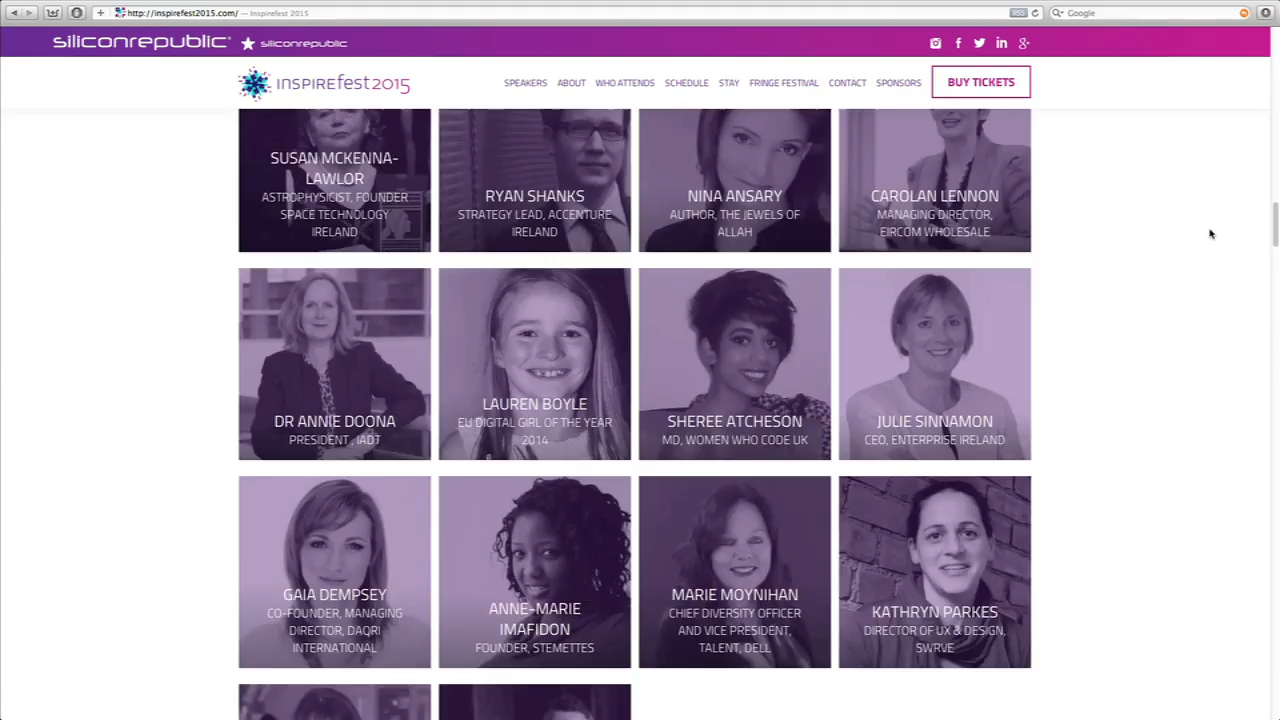 http://inspirefest2015.com/ — Inspirefest 2015
RSS
Google
siliconrepublic siliconrepublic
INSPIREfest2015
SPEAKERS ABOUT WHO ATTENDS SCHEDULE STAY FRINGE FESTIVAL CONTACT SPONSORS BUY TICKETS
SUSAN MCKENNA-
LAWLOR
ASTROPHYSICIST, FOUNDER
SPACE TECHNOLOGY
IRELAND
RYAN SHANKS
STRATEGY LEAD, ACCENTURE
IRELAND
NINA ANSARY
AUTHOR, THE JEWELS OF
ALLAH
CAROLAN LENNON
MANAGING DIRECTOR,
EIRCOM WHOLESALE
DR ANNIE DOONA
PRESIDENT , IADT
LAUREN BOYLE
EU DIGITAL GIRL OF THE YEAR
2014
SHEREE ATCHESON
MD, WOMEN WHO CODE UK
JULIE SINNAMON
CEO, ENTERPRISE IRELAND
GAIA DEMPSEY
CO-FOUNDER, MANAGING
DIRECTOR, DAQRI
INTERNATIONAL
ANNE-MARIE
IMAFIDON
FOUNDER, STEMETTES
MARIE MOYNIHAN
CHIEF DIVERSITY OFFICER
AND VICE PRESIDENT,
TALENT, DELL
KATHRYN PARKES
DIRECTOR OF UX & DESIGN,
SWRVE